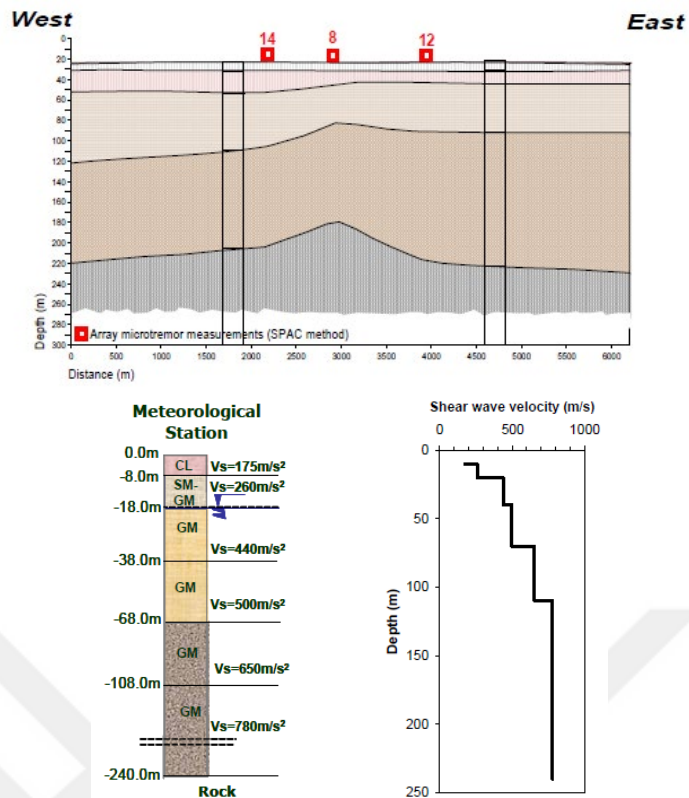 West
East
14 8 12
0
20
40
60
80
100
120
140
160
180
200
220
240
260
280
300
Depth (m)
Array microtremor measurements (SPAC method)
0 500 1000 1500 2000 2500 3000 3500 4000 4500 5000 5500 6000
Distance (m)
Meteorological
Station
0.0m
CL
Vs=175m/s²
-8.0m
SM-
GM
Vs=260m/s²
-18.0m
GM
Vs=440m/s²
-38.0m
GM
Vs=500m/s²
-68.0m
GM
Vs=650m/s²
-108.0m
GM
Vs=780m/s²
-240.0m
Rock
Shear wave velocity (m/s)
0 500 1000
0
50
100
150
200
250
Depth (m)